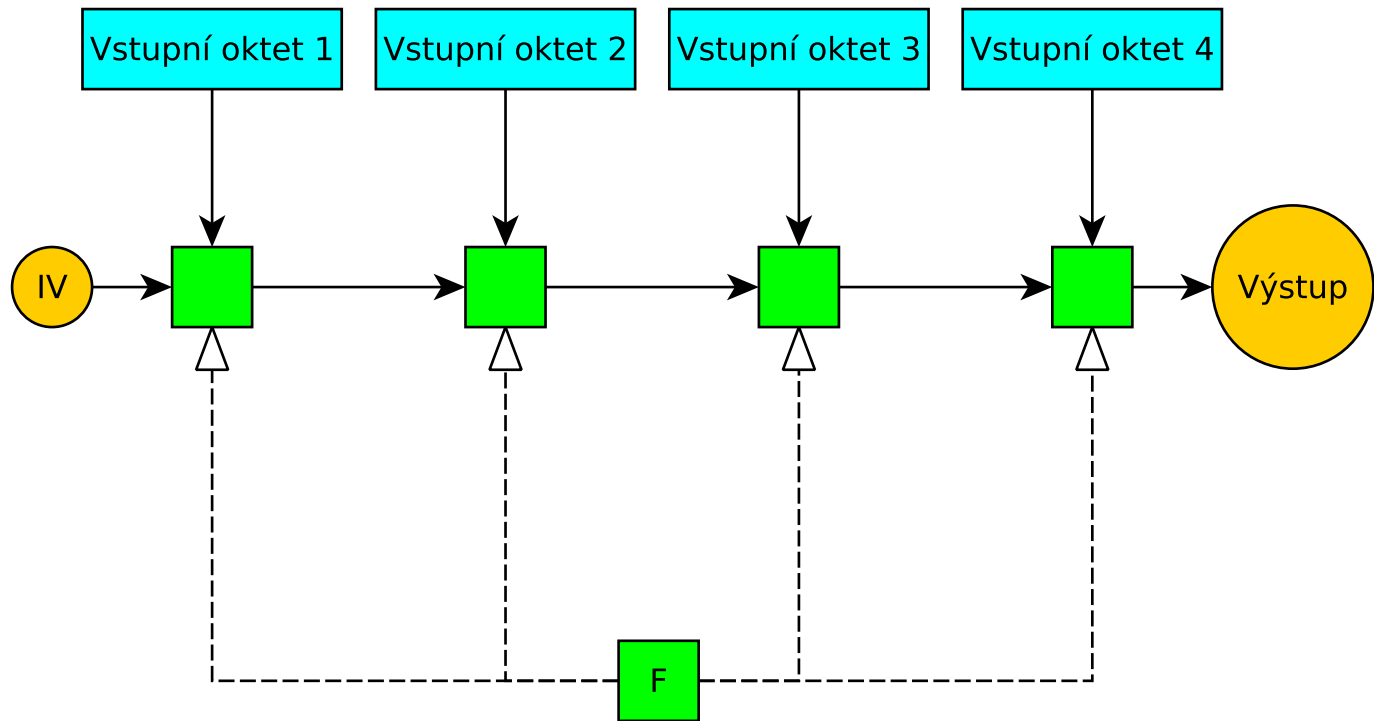 Vstupní oktet 1
Vstupní oktet 2
Vstupní oktet 3
Vstupní oktet 4
IV
Výstup
F